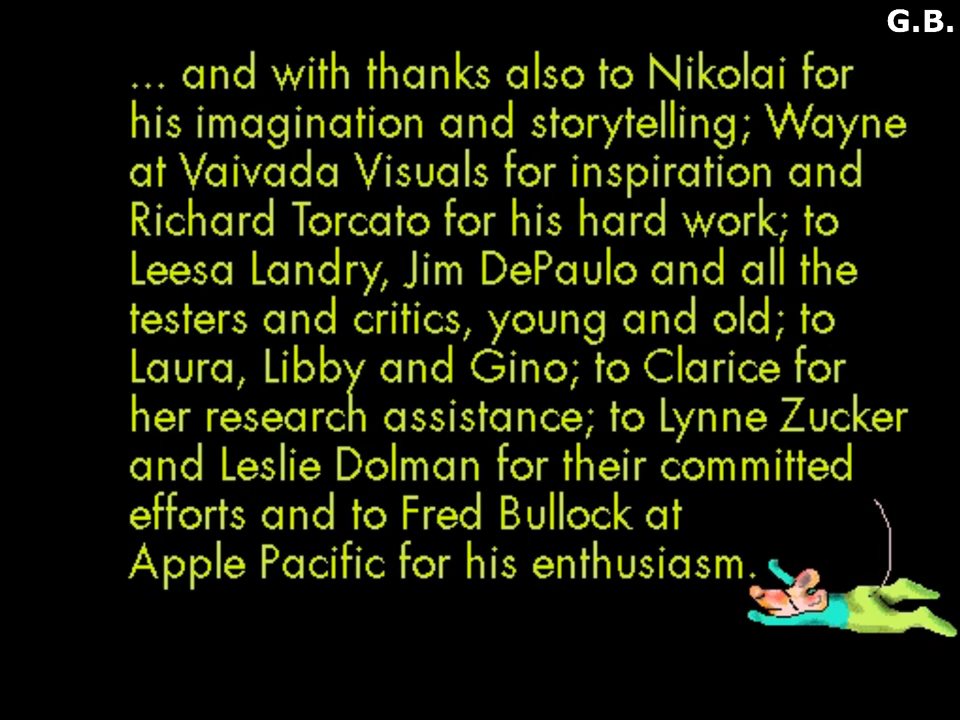 G.B.
... and with thanks also to Nikolai for
his imagination and storytelling; Wayne
at Vaivada Visuals for inspiration and
Richard Torcato for his hard work; to
Leesa Landry, Jim DePaulo and all the
testers and critics, young and old; to
Laura, Libby and Gino; to Clarice for
her research assistance; to Lynne Zucker
and Leslie Dolman for their committed
efforts and to Fred Bullock at
Apple Pacific for his enthusiasm.